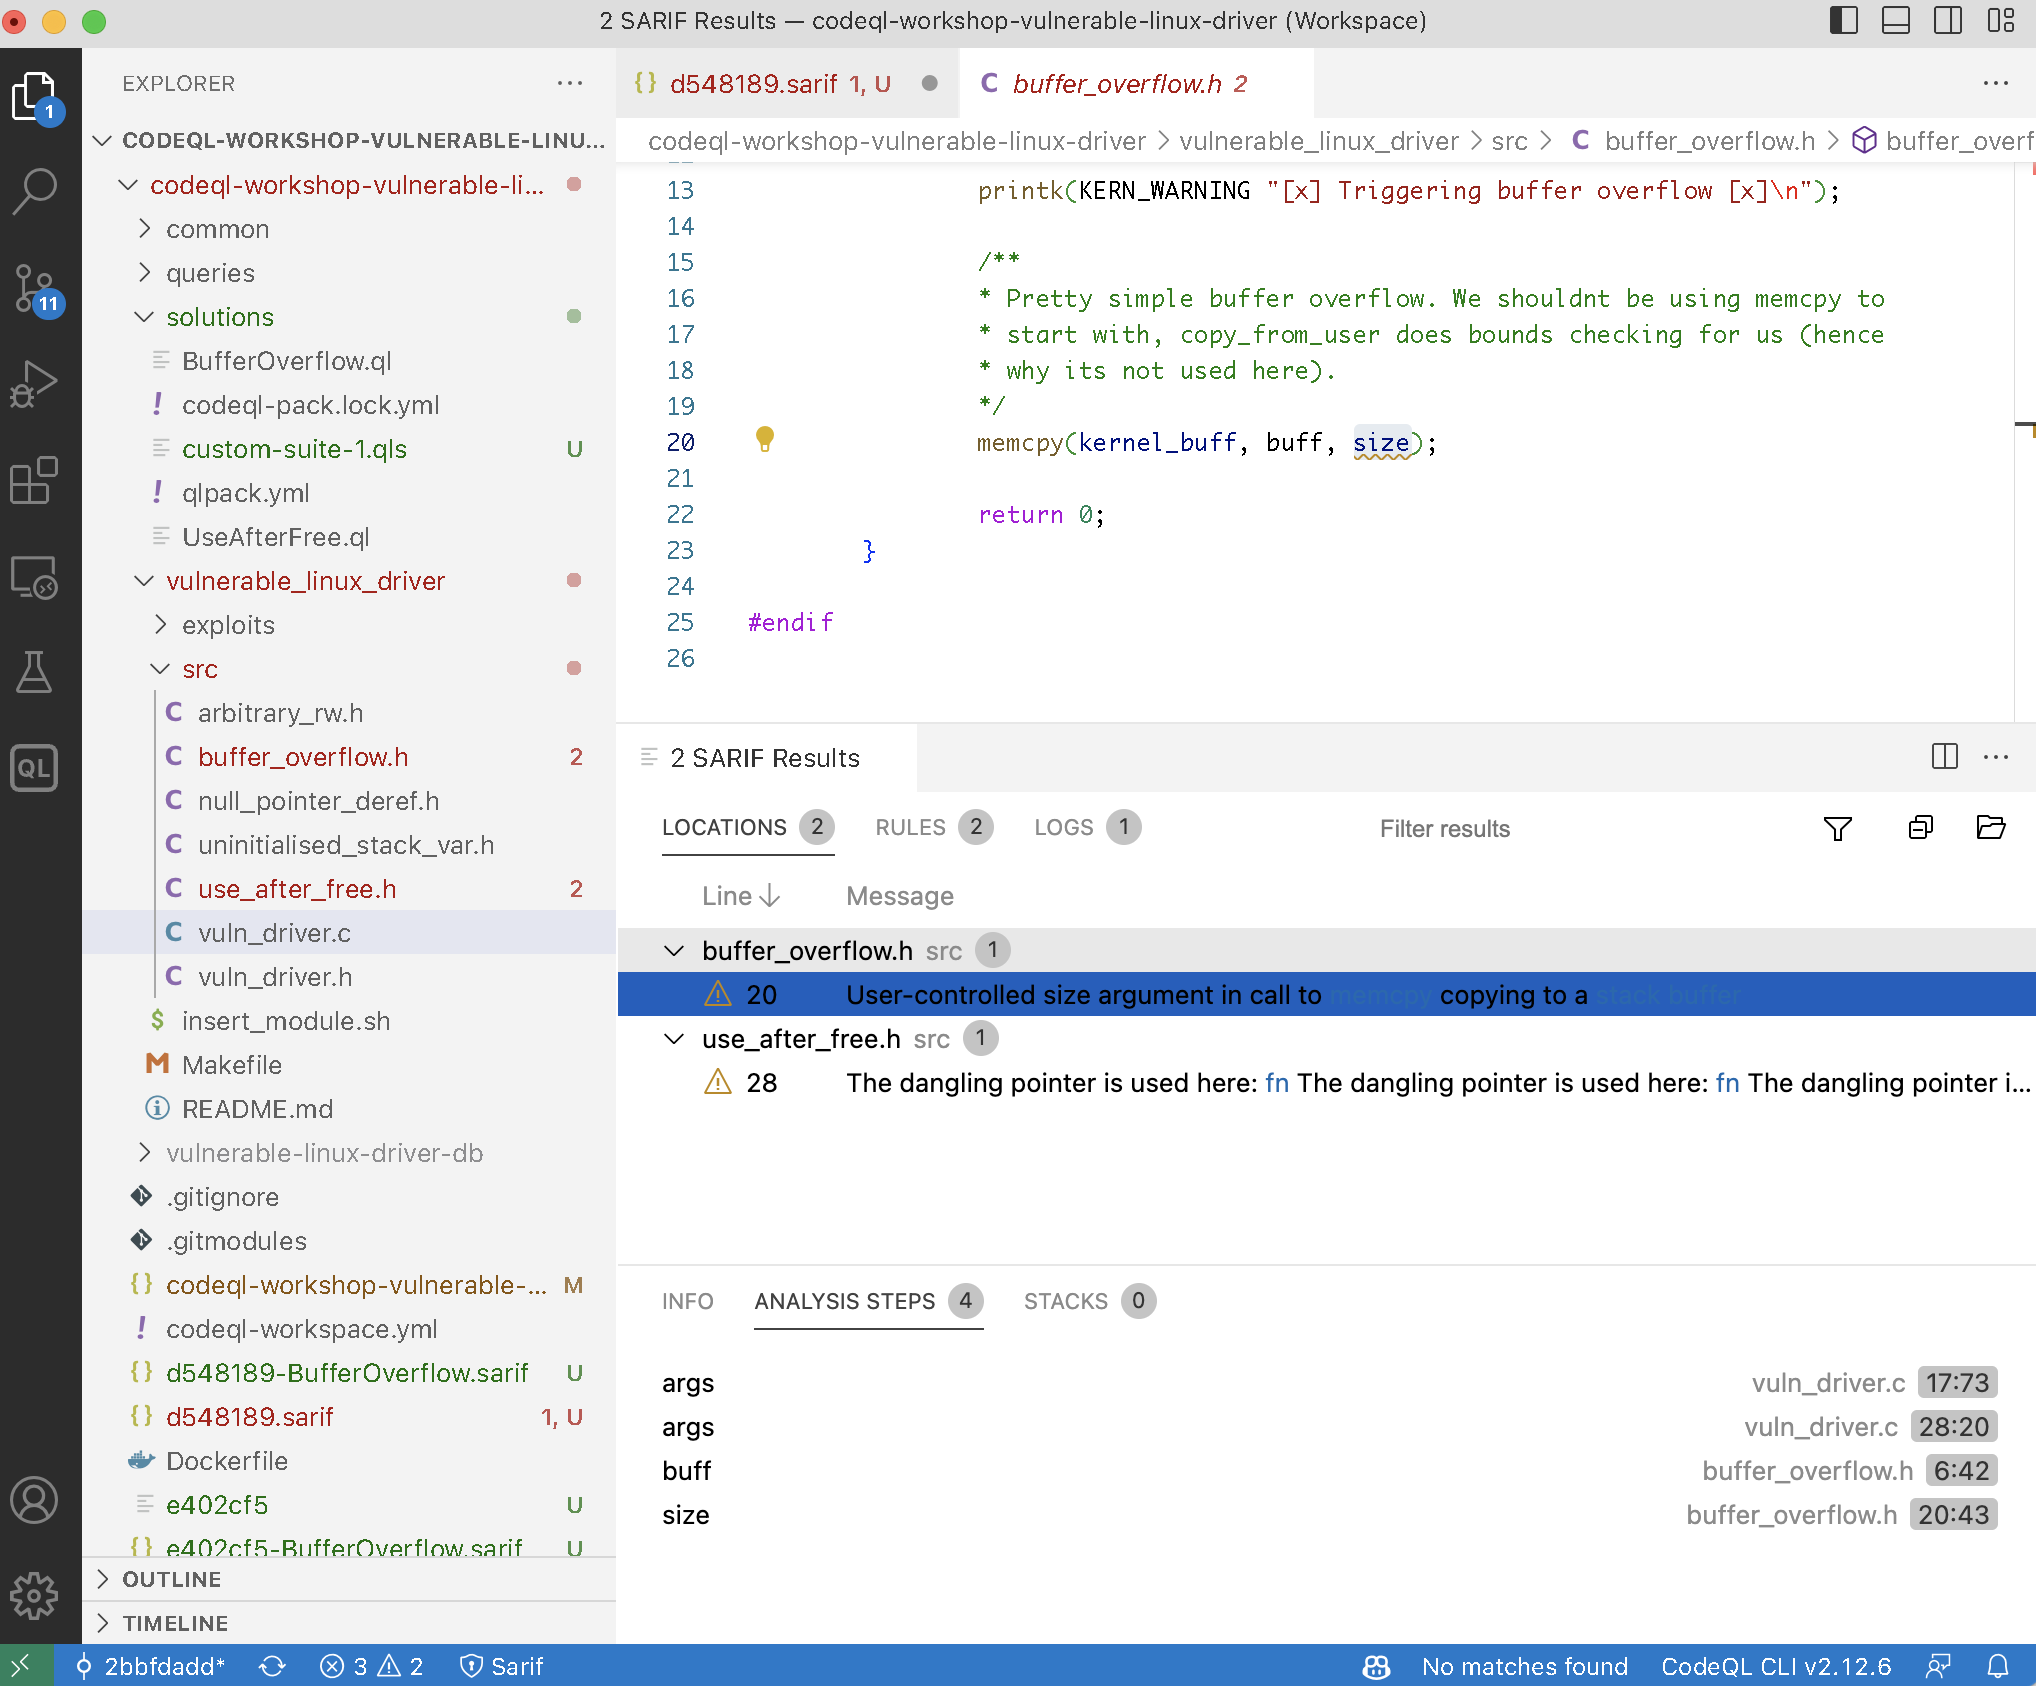 2 SARIF Results — codeql-workshop-vulnerable-linux-driver (Workspace)
1
11
QL
EXPLORER
CODEQL-WORKSHOP-VULNERABLE-LINU...
codeql-workshop-vulnerable-li...
common
queries
solutions
BufferOverflow.ql
! codeql-pack.lock.yml
custom-suite-1.qls U
! qlpack.yml
UseAfterFree.ql
vulnerable_linux_driver
exploits
src
C arbitrary_rw.h
C buffer_overflow.h 2
C null_pointer_deref.h
C uninitialised_stack_var.h
C use_after_free.h 2
C vuln_driver.c
C vuln_driver.h
$ insert_module.sh
M Makefile
README.md
vulnerable-linux-driver-db
.gitignore
.gitmodules
{} codeql-workshop-vulnerable-... M
! codeql-workspace.yml
{} d548189-BufferOverflow.sarif U
{} d548189.sarif 1, U
Dockerfile
e402cf5 U
{} e402cf5-BufferOverflow.sarif U
OUTLINE
TIMELINE
{} d548189.sarif 1, U
C buffer_overflow.h 2
codeql-workshop-vulnerable-linux-driver > vulnerable_linux_driver > src > C buffer_overflow.h > buffer_overf
13 printk(KERN_WARNING "[x] Triggering buffer overflow [x]\n");
14
15 /**
16 * Pretty simple buffer overflow. We shouldnt be using memcpy to
17 * start with, copy_from_user does bounds checking for us (hence
18 * why its not used here).
19 */
20 memcpy(kernel_buff, buff, size);
21
22 return 0;
23 }
24
25 #endif
26
2 SARIF Results
LOCATIONS 2 RULES 2 LOGS 1 Filter results
Line Message
buffer_overflow.h src 1
20 User-controlled size argument in call to memcpy copying to a stack buffer
use_after_free.h src 1
28 The dangling pointer is used here: fn The dangling pointer is used here: fn The dangling pointer i...
INFO ANALYSIS STEPS 4 STACKS 0
args vuln_driver.c 17:73
args vuln_driver.c 28:20
buff buffer_overflow.h 6:42
size buffer_overflow.h 20:43
2bbfdadd* 3 2 Sarif No matches found CodeQL CLI v2.12.6